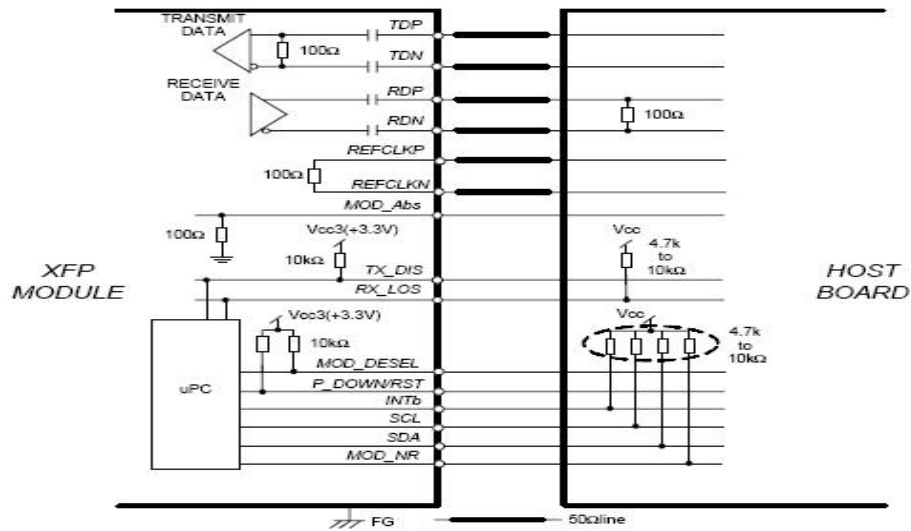 TRANSMIT
DATA
TDP
100Ω
TDN
RECEIVE
DATA
RDP
100Ω
RDN
REFCLKP
100Ω
REFCLKN
MOD_Abs
100Ω
Vcc3(+3.3V)
10kΩ
Vcc
4.7k
to
10kΩ
XFP
MODULE
TX_DIS
RX_LOS
HOST
BOARD
Vcc3(+3.3V)
10kΩ
Vcc
4.7k
to
10kΩ
uPC
MOD_DESEL
P_DOWN/RST
INTb
SCL
SDA
MOD_NR
FG
50Ωline